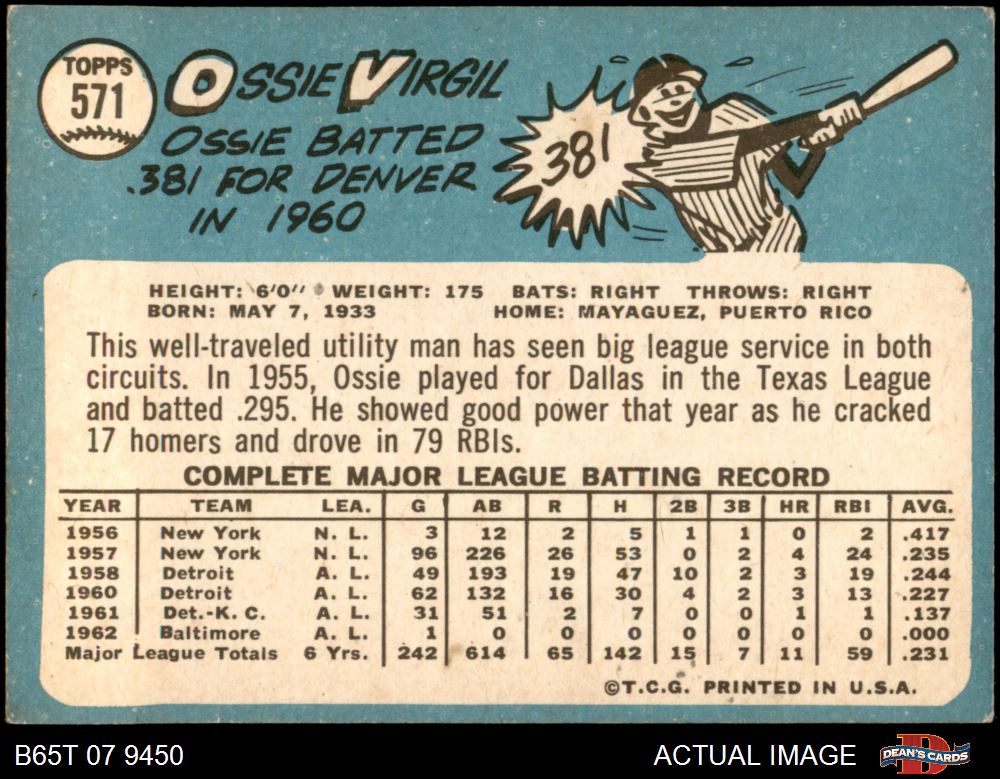 TOPPS
571
OSSIE VIRGIL
OSSIE BATTED
.381 FOR DENVER
IN 1960
381
HEIGHT: 6'0" WEIGHT: 175 BATS: RIGHT THROWS: RIGHT
BORN: MAY 7, 1933 HOME: MAYAGUEZ, PUERTO RICO
This well-traveled utility man has seen big league service in both
circuits. In 1955, Ossie played for Dallas in the Texas League
and batted .295. He showed good power that year as he cracked
17 homers and drove in 79 RBIs.
COMPLETE MAJOR LEAGUE BATTING RECORD
YEAR TEAM LEA. G AB R H 2B 3B HR RBI AVG.
1956 New York N. L. 3 12 2 5 1 1 0 2 .417
1957 New York N. L. 96 226 26 53 0 2 4 24 .235
1958 Detroit A. L. 49 193 19 47 10 2 3 19 .244
1960 Detroit A. L. 62 132 16 30 4 2 3 13 .227
1961 Det.-K. C. A. L. 31 51 2 7 0 0 1 1 .137
1962 Baltimore A. L. 1 0 0 0 0 0 0 0 .000
Major League Totals 6 Yrs. 242 614 65 142 15 7 11 59 .231
©T.C.G. PRINTED IN U.S.A.
B65T 07 9450 ACTUAL IMAGE DEAN'S CARDS